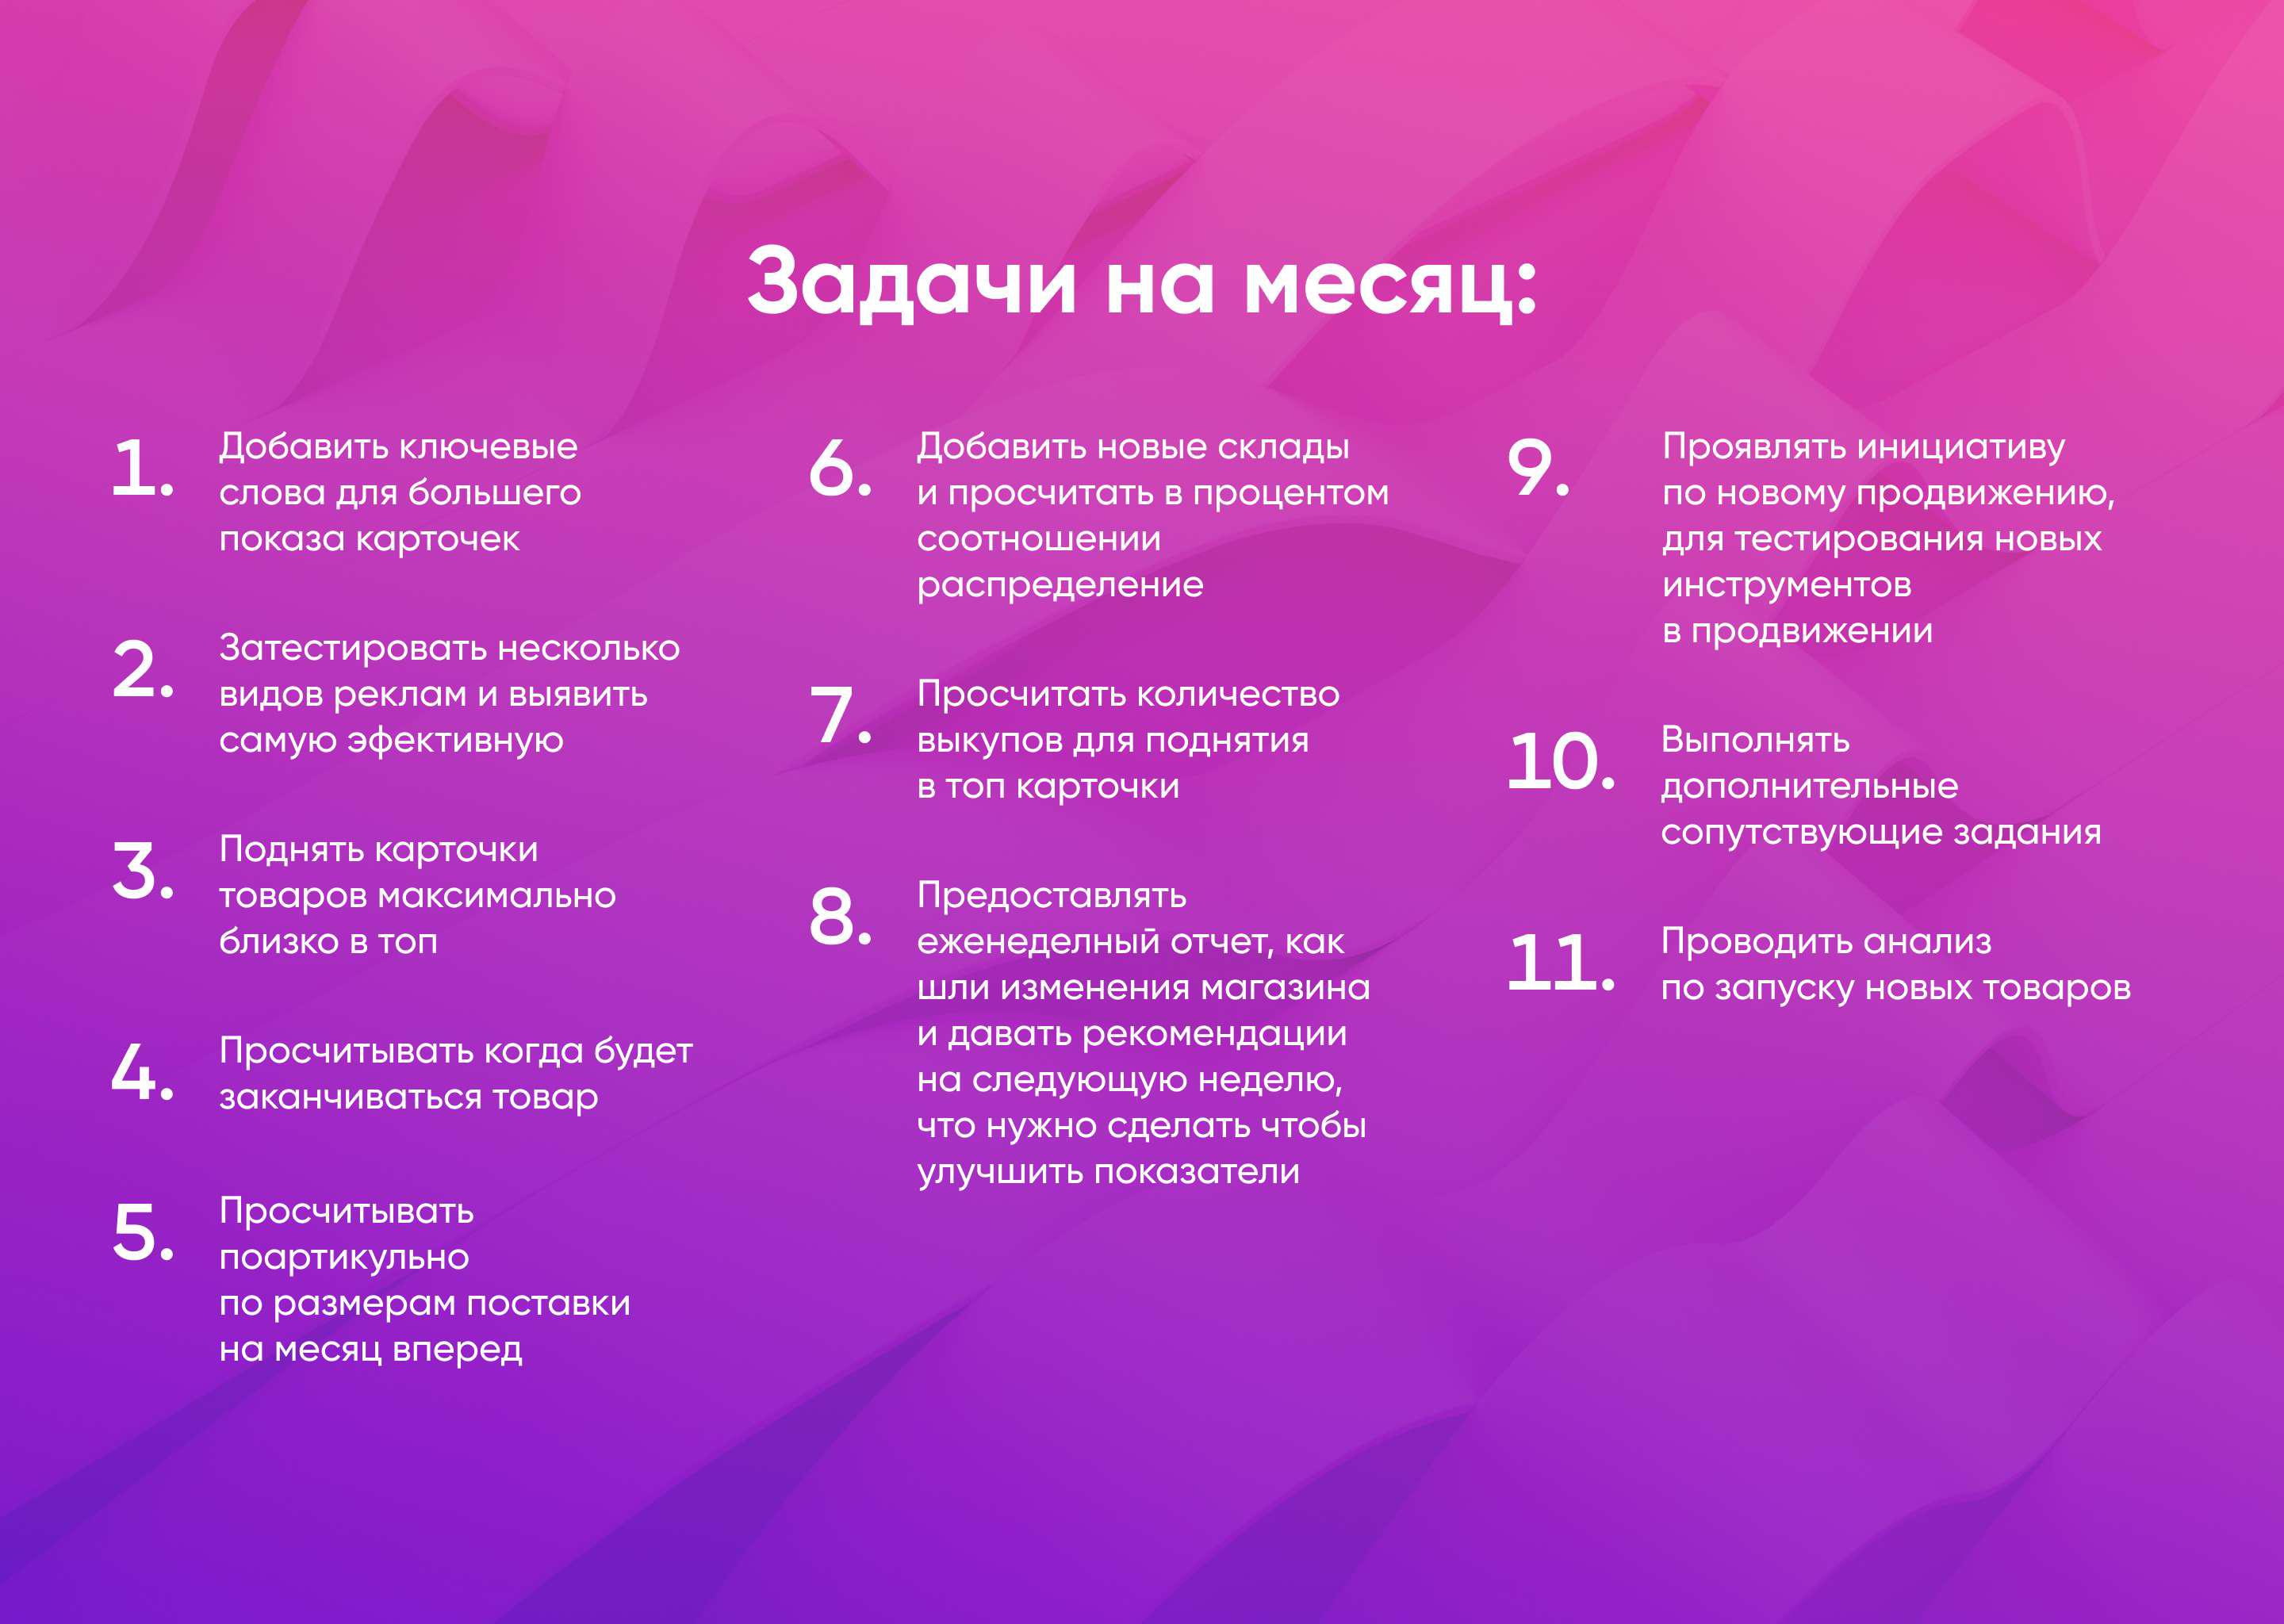 Задачи на месяц:
1. Добавить ключевые
слова для большего
показа карточек
2. Затестировать несколько
видов реклам и выявить
самую эфективную
3. Поднять карточки
товаров максимально
близко в топ
4. Просчитывать когда будет
заканчиваться товар
5. Просчитывать
поартикульно
по размерам поставки
на месяц вперед
6. Добавить новые склады
и просчитать в процентом
соотношении
распределение
7. Просчитать количество
выкупов для поднятия
в топ карточки
8. Предоставлять
еженеделный отчет, как
шли изменения магазина
и давать рекомендации
на следующую неделю,
что нужно сделать чтобы
улучшить показатели
9. Проявлять инициативу
по новому продвижению,
для тестирования новых
инструментов
в продвижении
10. Выполнять
дополнительные
сопутствующие задания
11. Проводить анализ
по запуску новых товаров